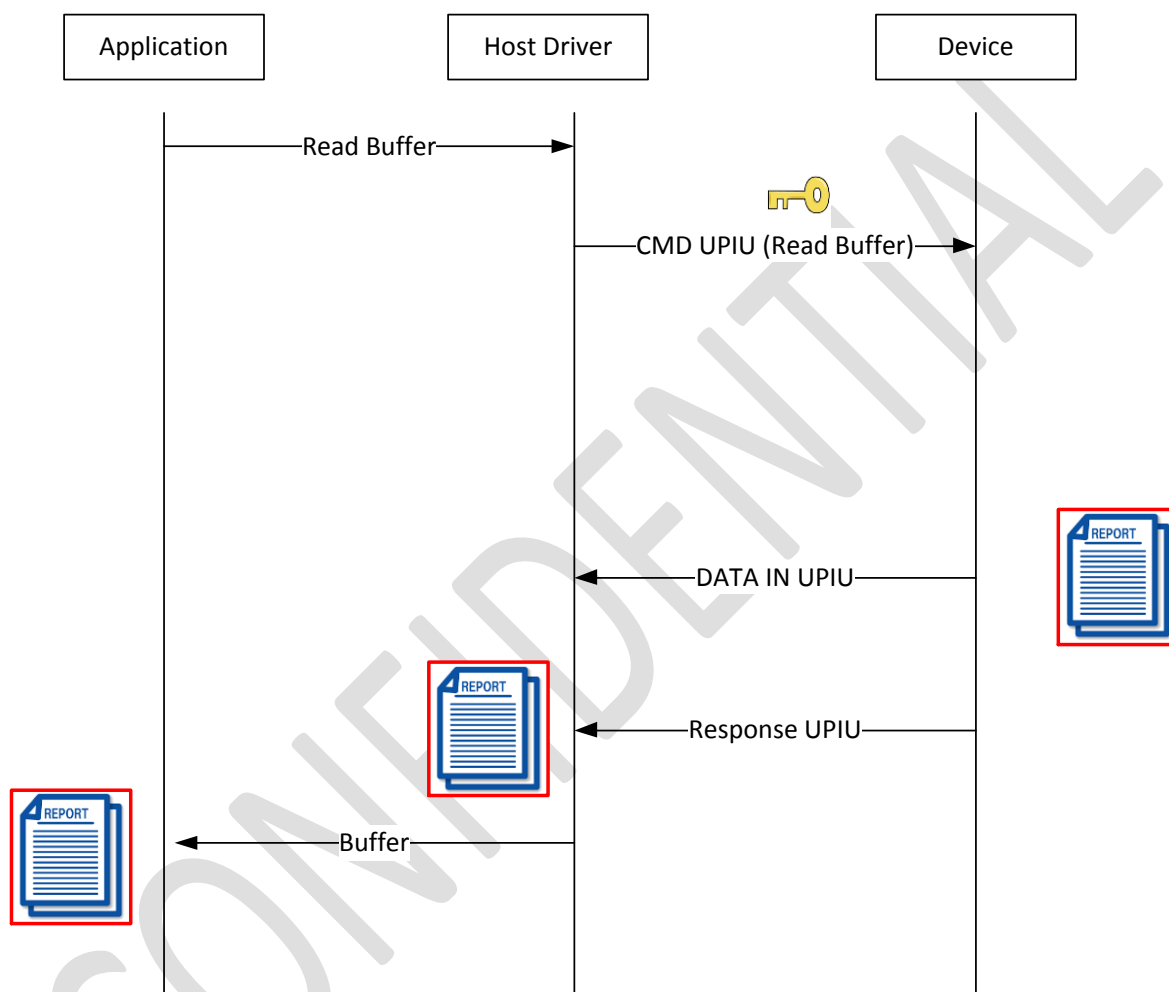 Application
Host Driver
Device
Read Buffer
CMD UPIU (Read Buffer)
REPORT
DATA IN UPIU
REPORT
Response UPIU
REPORT
Buffer
CONFIDENTIAL